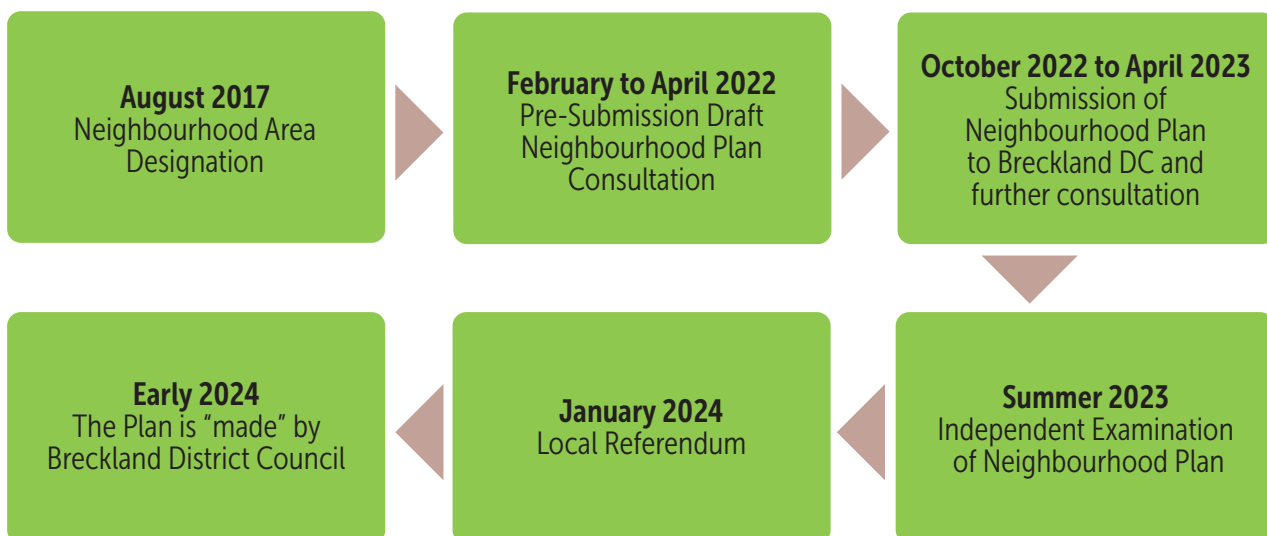 August 2017
Neighbourhood Area
Designation
February to April 2022
Pre-Submission Draft
Neighbourhood Plan
Consultation
October 2022 to April 2023
Submission of
Neighbourhood Plan
to Breckland DC and
further consultation
Summer 2023
Independent Examination
of Neighbourhood Plan
January 2024
Local Referendum
Early 2024
The Plan is “made” by
Breckland District Council